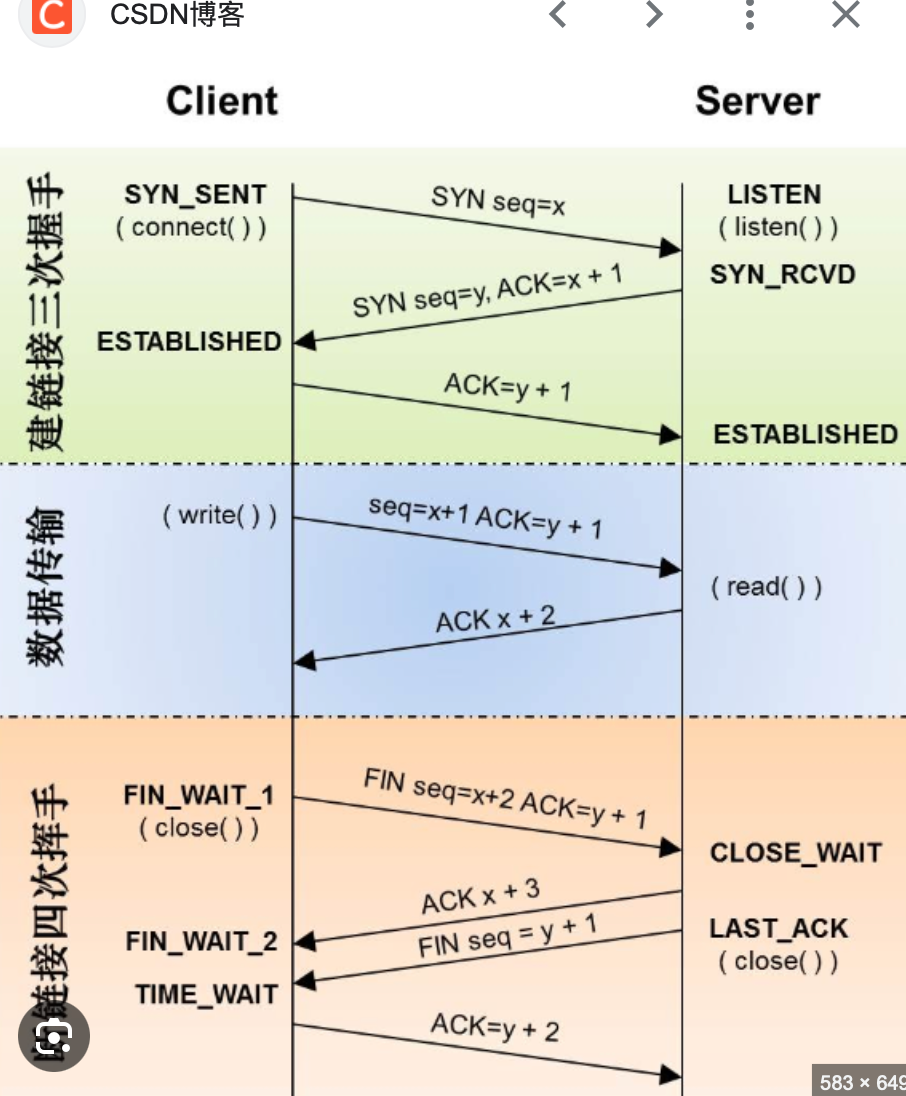 CSDN博客
Client
Server
建链接三次握手
SYN_SENT
( connect( ) )
SYN seq=x
LISTEN
( listen( ) )
SYN_RCVD
SYN seq=y, ACK=x + 1
ESTABLISHED
ACK=y + 1
ESTABLISHED
数据传输
( write( ) )
seq=x+1 ACK=y + 1
( read( ) )
ACK x + 2
链接四次挥手
FIN_WAIT_1
( close( ) )
FIN seq=x+2 ACK=y + 1
CLOSE_WAIT
ACK x + 3
FIN_WAIT_2
FIN seq = y + 1
LAST_ACK
( close( ) )
TIME_WAIT
ACK=y + 2
583 × 649